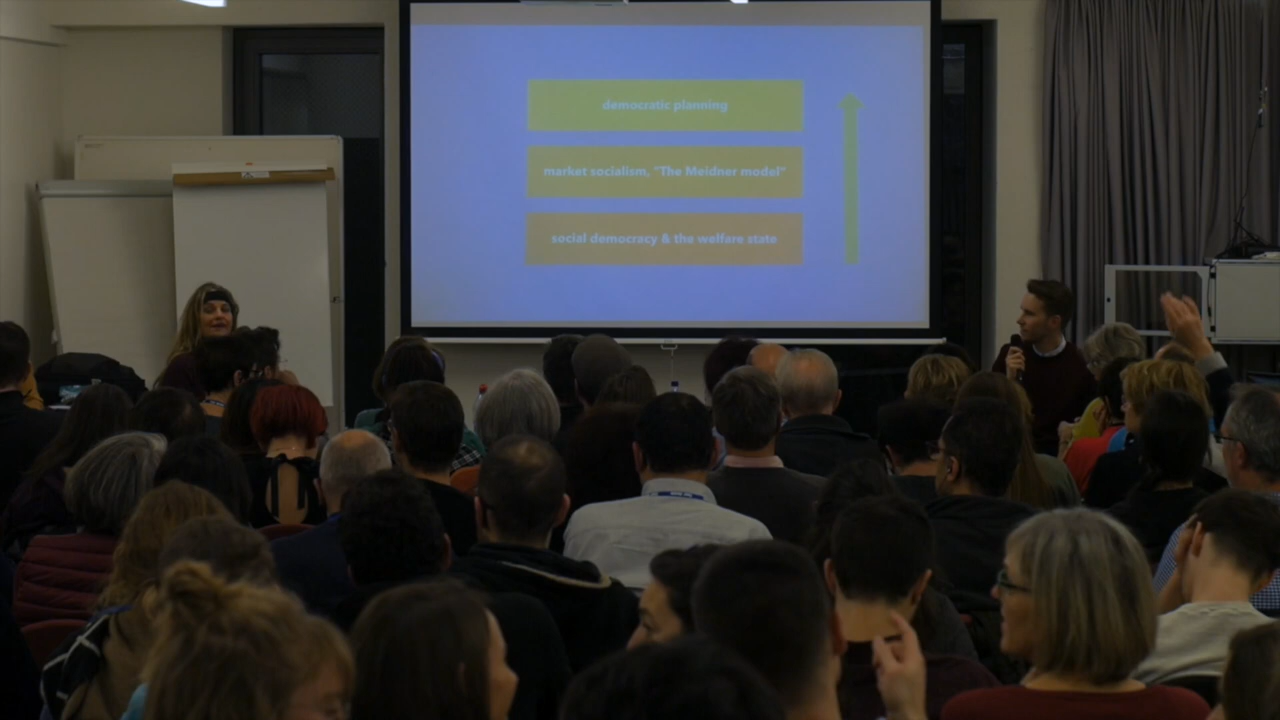 democratic planning
market socialism, "The Meidner model"
social democracy & the welfare state